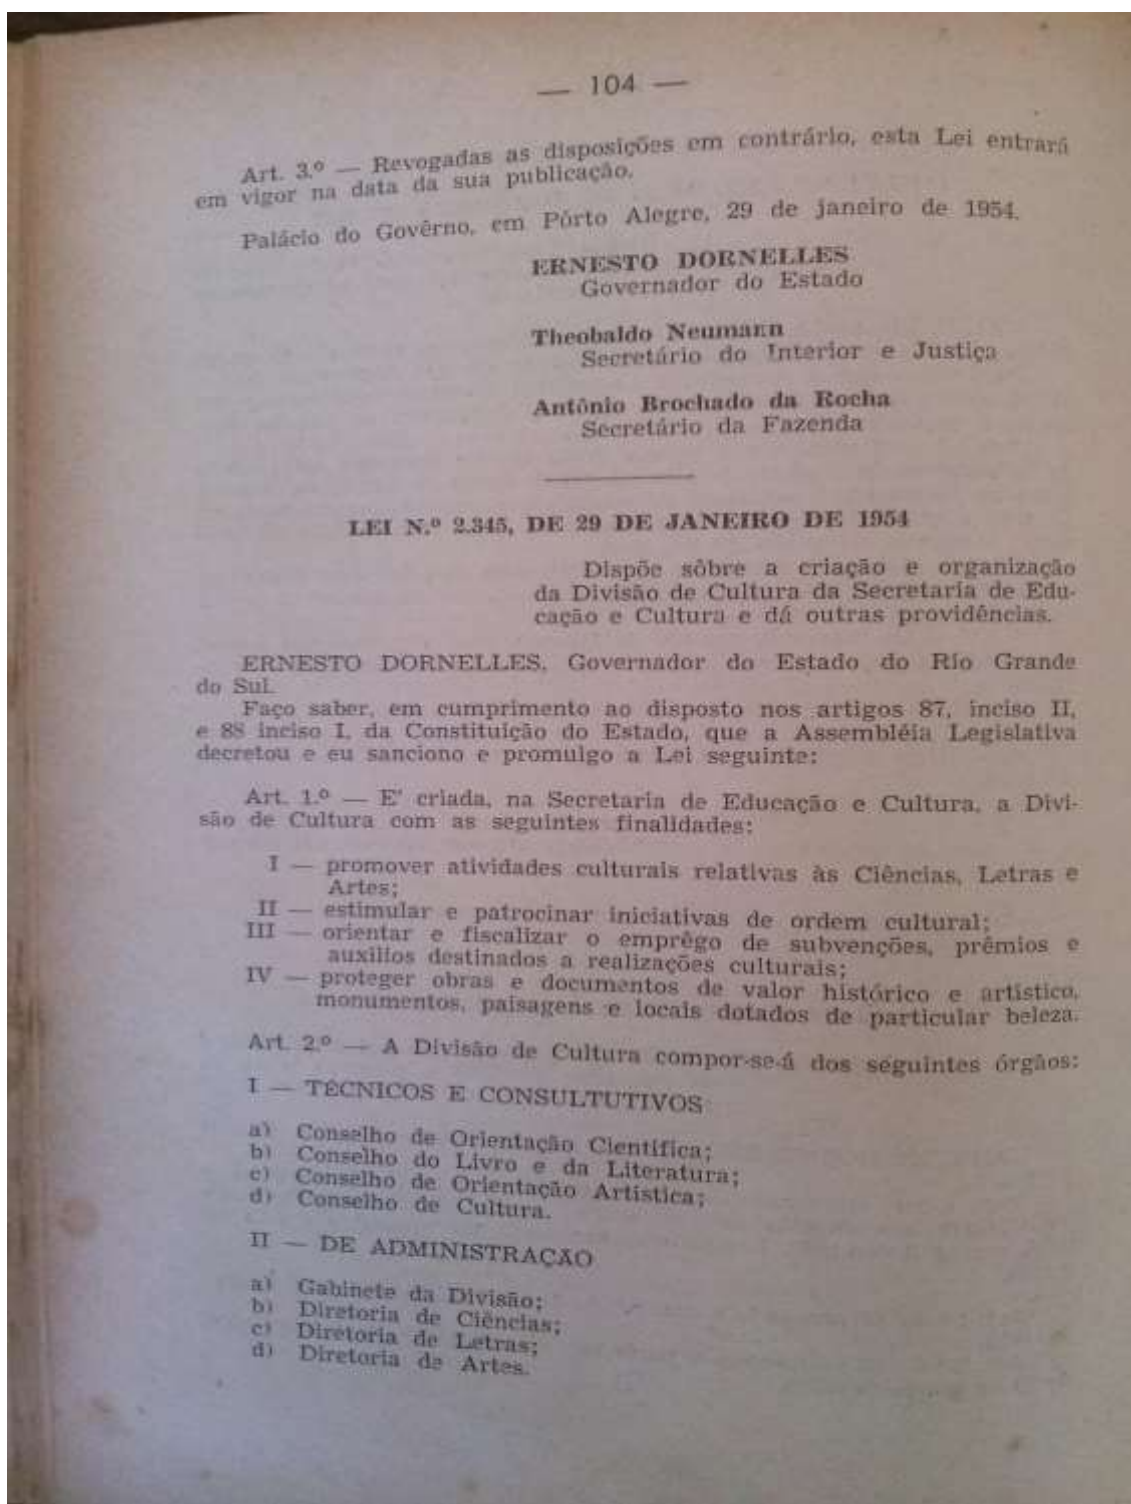 — 104 —
Art. 3.º — Revogadas as disposições em contrário, esta Lei entrará
em vigor na data da sua publicação.
Palácio do Govêrno, em Pôrto Alegre, 29 de janeiro de 1954.
ERNESTO DORNELLES
Governador do Estado
Theobaldo Neumann
Secretário do Interior e Justiça
Antônio Brochado da Rocha
Secretário da Fazenda
LEI N.º 2.345, DE 29 DE JANEIRO DE 1954
Dispõe sôbre a criação e organização
da Divisão de Cultura da Secretaria de Edu-
cação e Cultura e dá outras providências.
ERNESTO DORNELLES, Governador do Estado do Rio Grande
do Sul.
Faço saber, em cumprimento ao disposto nos artigos 87, inciso II,
e 88 inciso I, da Constituição do Estado, que a Assembléia Legislativa
decretou e eu sanciono e promulgo a Lei seguinte:
Art. 1.º — E' criada, na Secretaria de Educação e Cultura, a Divi-
são de Cultura com as seguintes finalidades:
I — promover atividades culturais relativas às Ciências, Letras e
Artes;
II — estimular e patrocinar iniciativas de ordem cultural;
III — orientar e fiscalizar o emprêgo de subvenções, prêmios e
auxílios destinados a realizações culturais;
IV — proteger obras e documentos de valor histórico e artístico,
monumentos, paisagens e locais dotados de particular beleza.
Art. 2.º — A Divisão de Cultura compor-se-á dos seguintes órgãos:
I — TÉCNICOS E CONSULTUTIVOS
a) Conselho de Orientação Científica;
b) Conselho do Livro e da Literatura;
c) Conselho de Orientação Artística;
d) Conselho de Cultura.
II — DE ADMINISTRAÇÃO
a) Gabinete da Divisão;
b) Diretoria de Ciências;
c) Diretoria de Letras;
d) Diretoria de Artes.